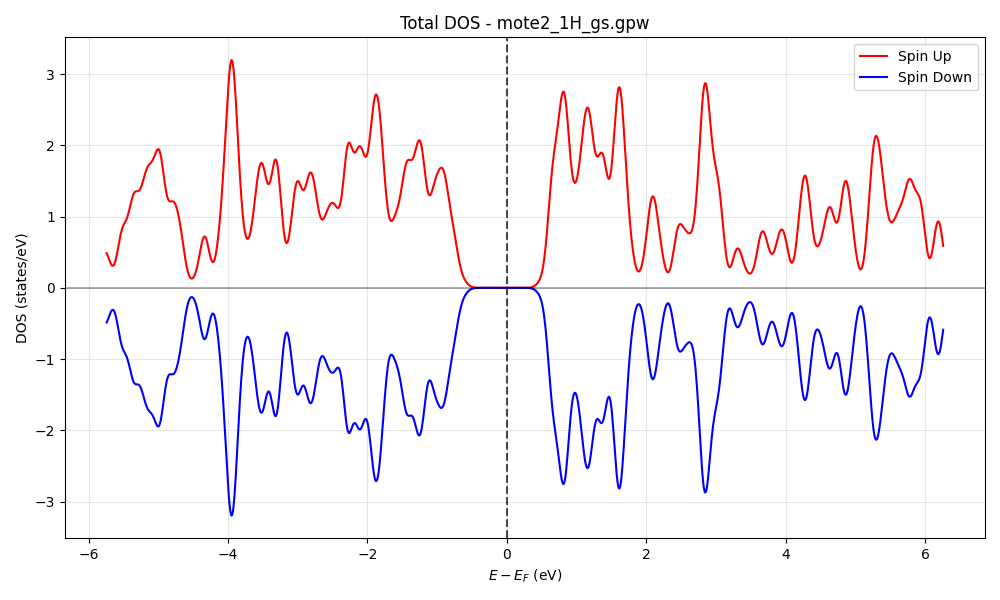 Total DOS - mote2_1H_gs.gpw
Spin Up
Spin Down
3
2
1
0
−1
−2
−3
DOS (states/eV)
−6
−4
−2
0
2
4
6
E − E_F (eV)